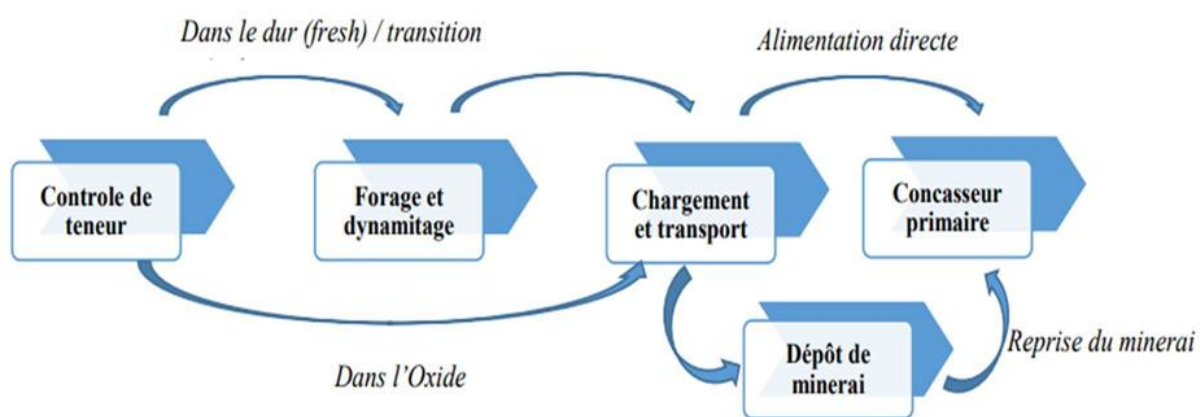 Dans le dur (fresh) / transition
Alimentation directe
Controle de
teneur
Forage et
dynamitage
Chargement
et transport
Concasseur
primaire
Dans l'Oxide
Dépôt de
minerai
Reprise du minerai